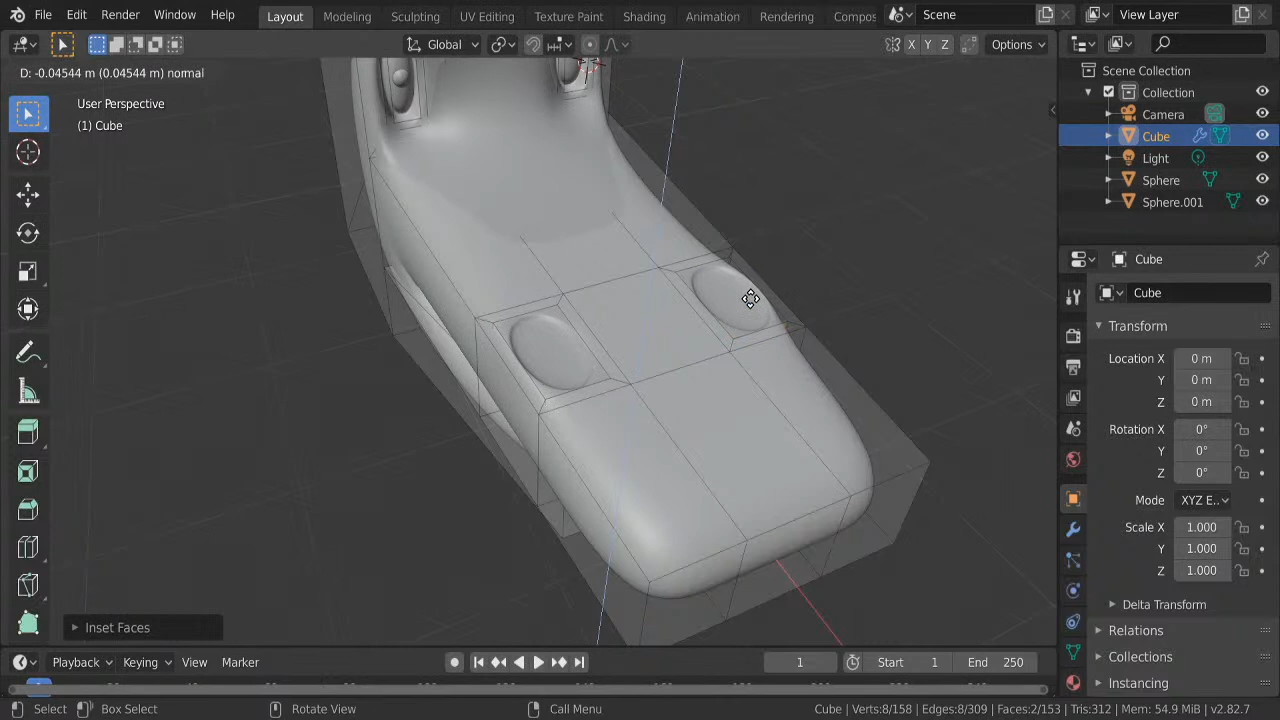 File Edit Render Window Help Layout Modeling Sculpting UV Editing Texture Paint Shading Animation Rendering Compos Scene View Layer
Global X Y Z Options
D: -0.04544 m (0.04544 m) normal
User Perspective
(1) Cube
Scene Collection
Collection
Camera
Cube
Light
Sphere
Sphere.001
Cube
Cube
Transform
Location X 0 m
Y 0 m
Z 0 m
Rotation X 0°
Y 0°
Z 0°
Mode XYZ E..
Scale X 1.000
Y 1.000
Z 1.000
Delta Transform
Relations
Collections
Instancing
Inset Faces
Playback Keying View Marker 1 Start 1 End 250
Select Box Select Rotate View Call Menu Cube | Verts:8/158 | Edges:8/309 | Faces:2/153 | Tris:312 | Mem: 54.9 MiB | v2.82.7